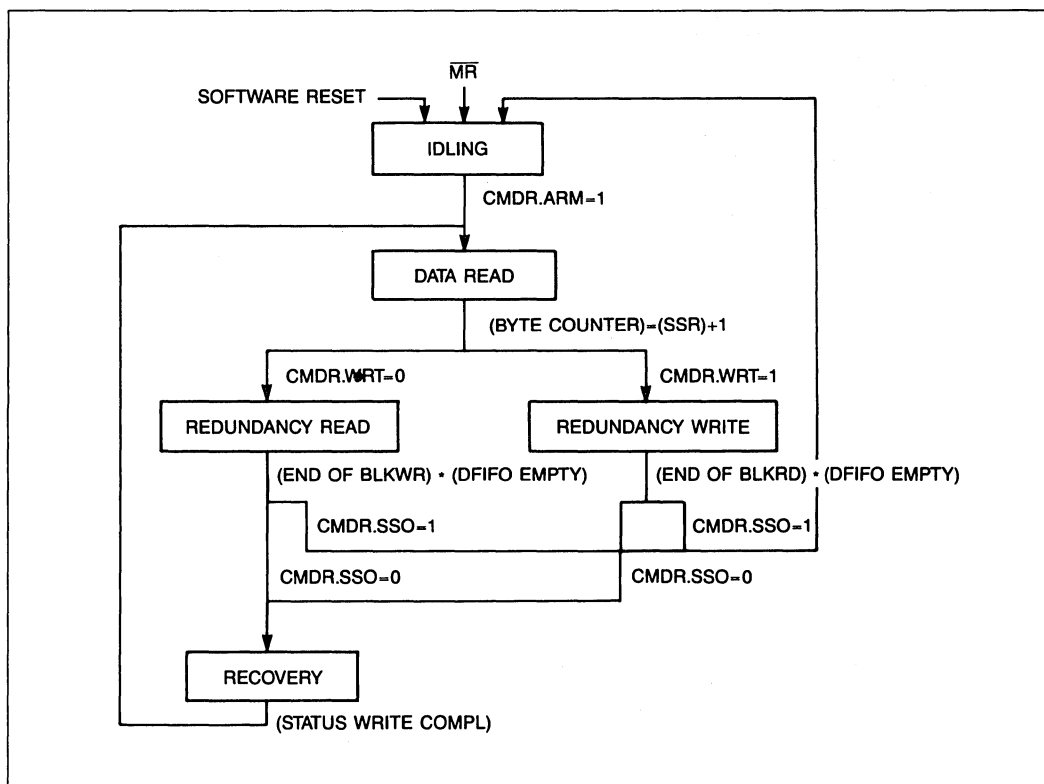 M̅R̅
SOFTWARE RESET
IDLING
CMDR.ARM=1
DATA READ
(BYTE COUNTER)=(SSR)+1
CMDR.WRT=0
CMDR.WRT=1
REDUNDANCY READ
REDUNDANCY WRITE
(END OF BLKWR) * (DFIFO EMPTY)
(END OF BLKRD) * (DFIFO EMPTY)
CMDR.SSO=1
CMDR.SSO=1
CMDR.SSO=0
CMDR.SSO=0
RECOVERY
(STATUS WRITE COMPL)